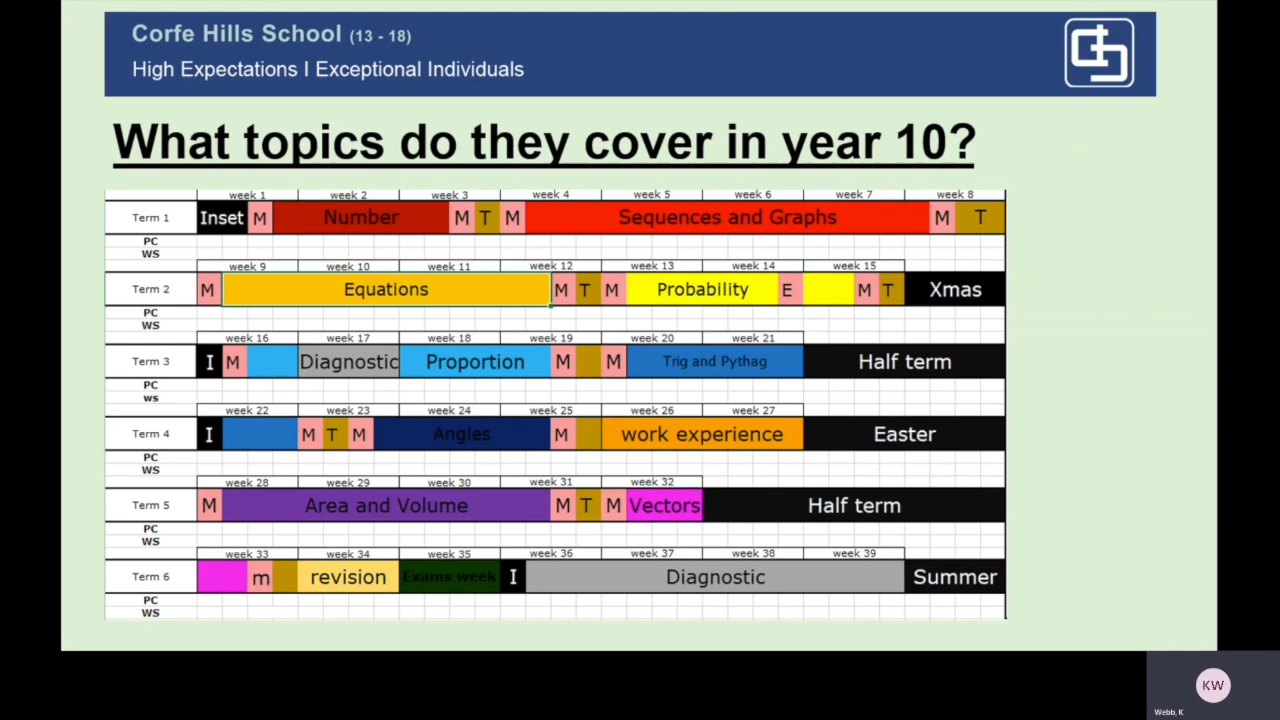 Corfe Hills School (13 - 18)
High Expectations I Exceptional Individuals
What topics do they cover in year 10?
week 1 week 2 week 3 week 4 week 5 week 6 week 7 week 8
Term 1 Inset M Number M T M Sequences and Graphs M T
PC
WS
week 9 week 10 week 11 week 12 week 13 week 14 week 15
Term 2 M Equations M T M Probability E M T Xmas
PC
WS
week 16 week 17 week 18 week 19 week 20 week 21
Term 3 I M Diagnostic Proportion M M Trig and Pythag Half term
PC
ws
week 22 week 23 week 24 week 25 week 26 week 27
Term 4 I M T M Angles M work experience Easter
PC
WS
week 28 week 29 week 30 week 31 week 32
Term 5 M Area and Volume M T M Vectors Half term
PC
WS
week 33 week 34 week 35 week 36 week 37 week 38 week 39
Term 6 m revision Exams week I Diagnostic Summer
PC
WS
KW
Webb, K